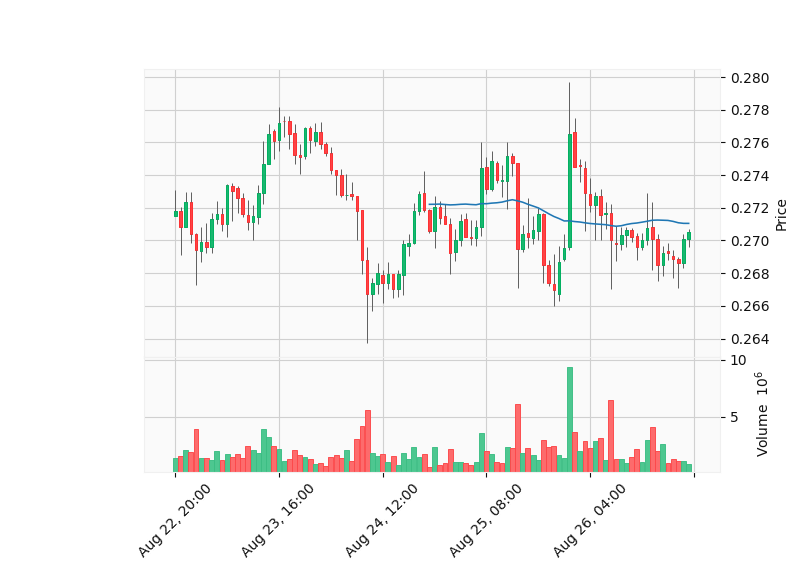 0.280
0.278
0.276
0.274
0.272
0.270
0.268
0.266
0.264
Price
10
5
Volume 10^6
Aug 22, 20:00
Aug 23, 16:00
Aug 24, 12:00
Aug 25, 08:00
Aug 26, 04:00